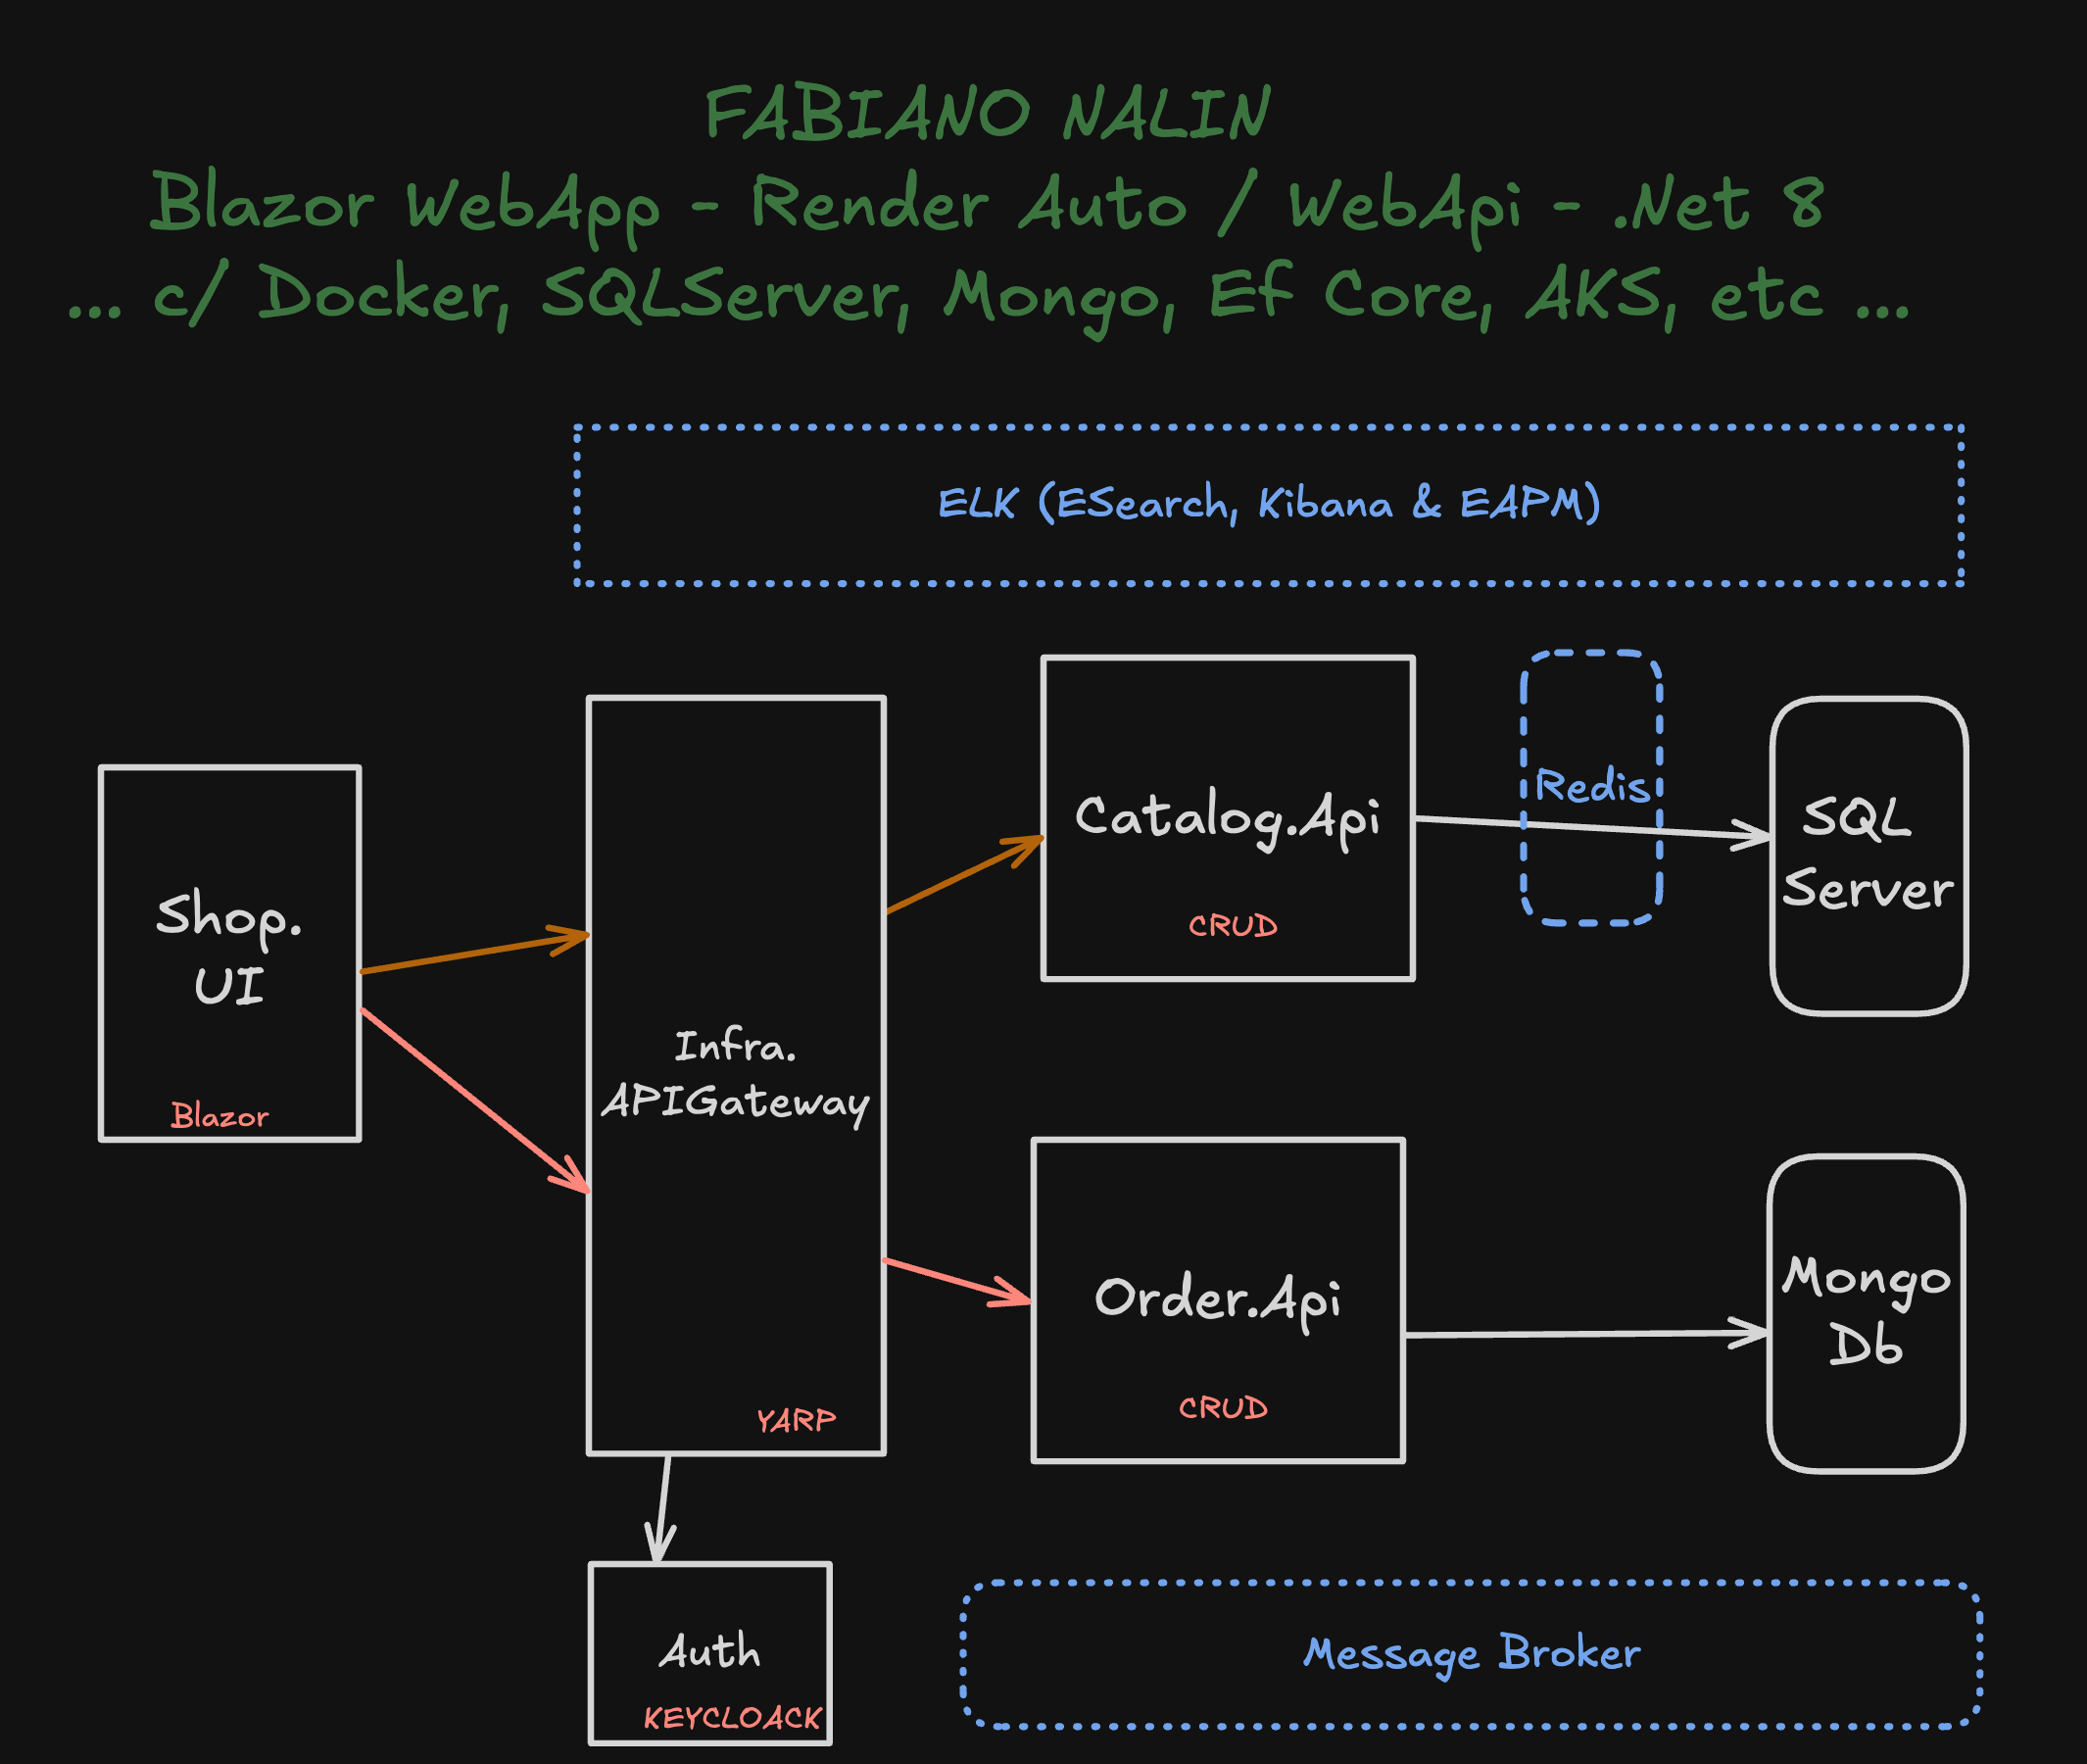 FABIANO NALIN
Blazor WebApp - Render Auto / WebApi - .Net 8
... c/ Docker, SQLServer, Mongo, Ef Core, AKS, etc ...
ELK (ESearch, Kibana & EAPM)
Shop.
UI
Blazor
Infra.
APIGateway
YARP
Catalog.Api
CRUD
Redis
SQL
Server
Order.Api
CRUD
Mongo
Db
Auth
KEYCLOACK
Message Broker